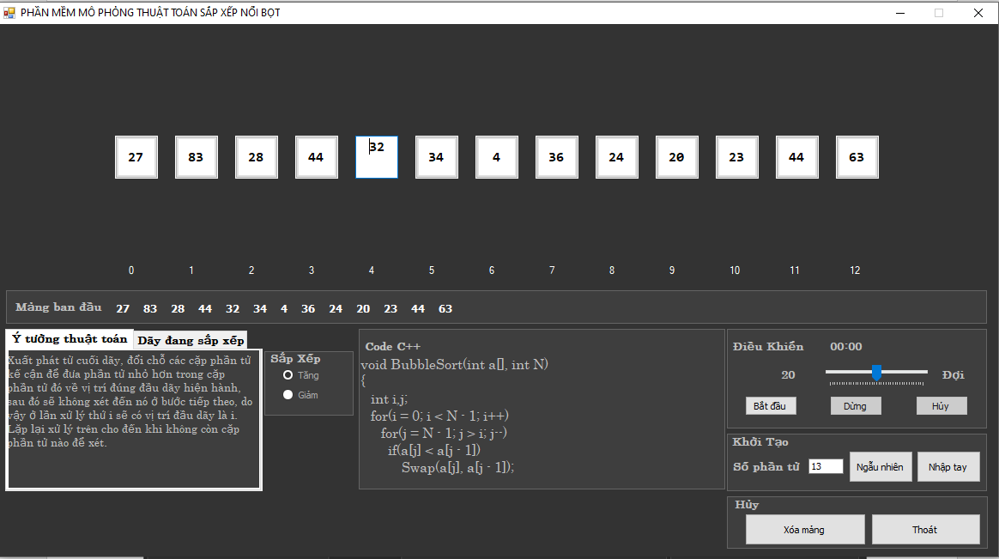 PHẦN MỀM MÔ PHỎNG THUẬT TOÁN SẮP XẾP NỔI BỌT
27 83 28 44 32 34 4 36 24 20 23 44 63
0 1 2 3 4 5 6 7 8 9 10 11 12
Mảng ban đầu 27 83 28 44 32 34 4 36 24 20 23 44 63
Ý tưởng thuật toán Dãy đang sắp xếp
Xuất phát từ cuối dãy, đổi chỗ các cặp phần tử
kế cận để đưa phần tử nhỏ hơn trong cặp
phần tử đó về vị trí đúng đầu dãy hiện hành,
sau đó sẽ không xét đến nó ở bước tiếp theo, do
vậy ở lần xử lý thứ i sẽ có vị trí đầu dãy là i.
Lặp lại xử lý trên cho đến khi không còn cặp
phần tử nào để xét.
Sắp Xếp
Tăng
Giảm
Code C++
void BubbleSort(int a[], int N)
{
int i,j;
for(i = 0; i < N - 1; i++)
for(j = N - 1; j > i; j--)
if(a[j] < a[j - 1])
Swap(a[j], a[j - 1]);
Điều Khiển 00:00
20 Đợi
Bắt đầu Dừng Hủy
Khởi Tạo
Số phần tử 13 Ngẫu nhiên Nhập tay
Hủy
Xóa mảng Thoát